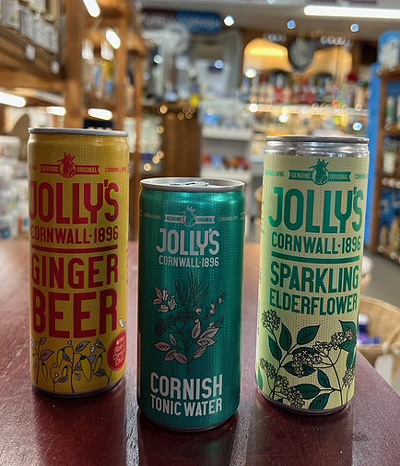 GENUINE ORIGINAL
JOLLY'S
CORNWALL·1896
GINGER
BEER
GENUINE ORIGINAL
JOLLY'S
CORNWALL·1896
CORNISH
TONIC WATER
GENUINE ORIGINAL
JOLLY'S
CORNWALL·1896
SPARKLING
ELDERFLOWER